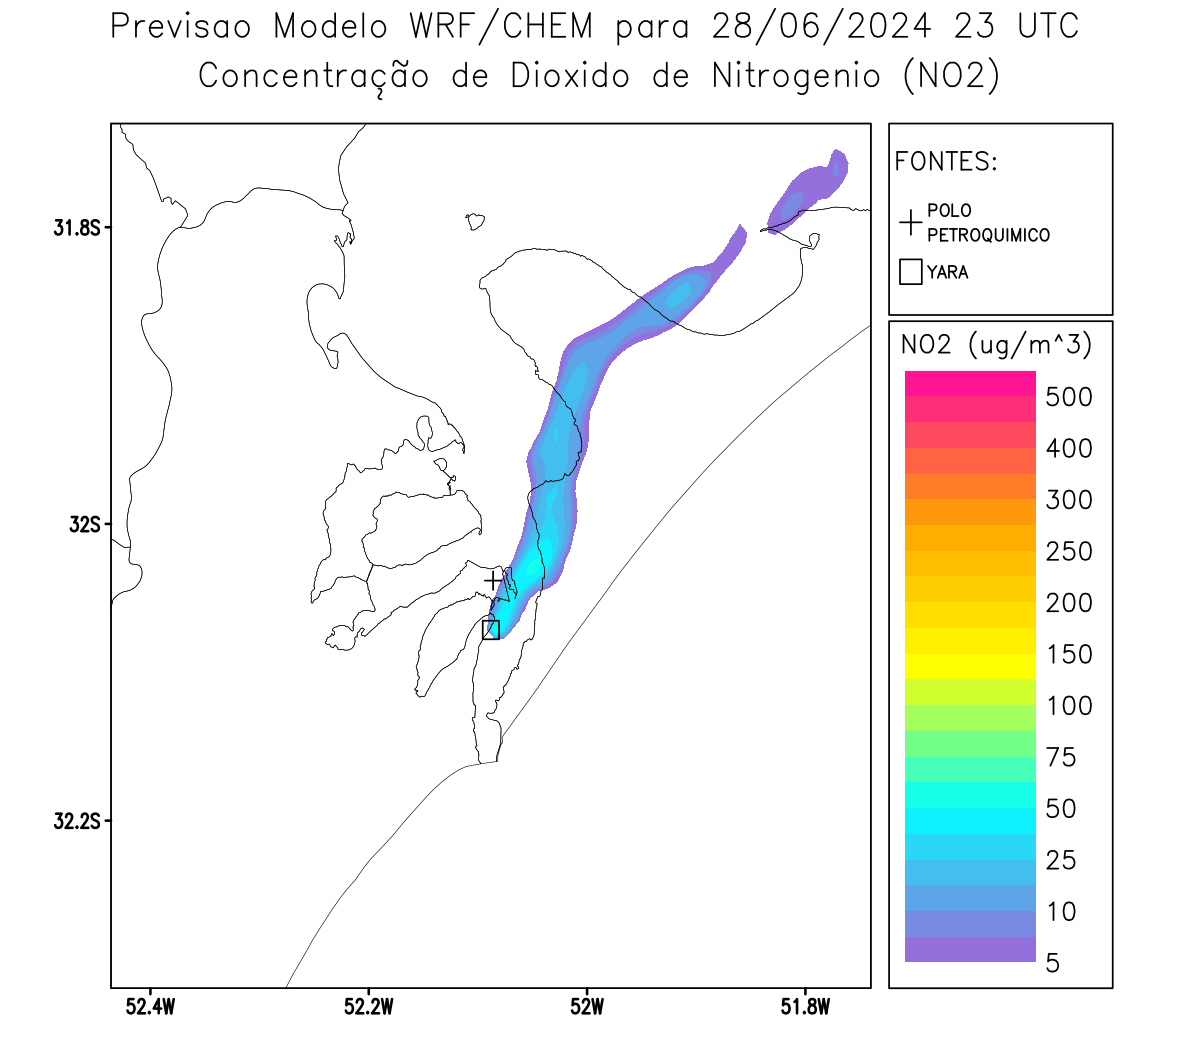 Previsao Modelo WRF/CHEM para 28/06/2024 23 UTC
Concentração de Dioxido de Nitrogenio (NO2)
FONTES:
POLO
PETROQUIMICO
YARA
NO2 (ug/m^3)
500
400
300
250
200
150
100
75
50
25
10
5
31.8S
32S
32.2S
52.4W
52.2W
52W
51.8W